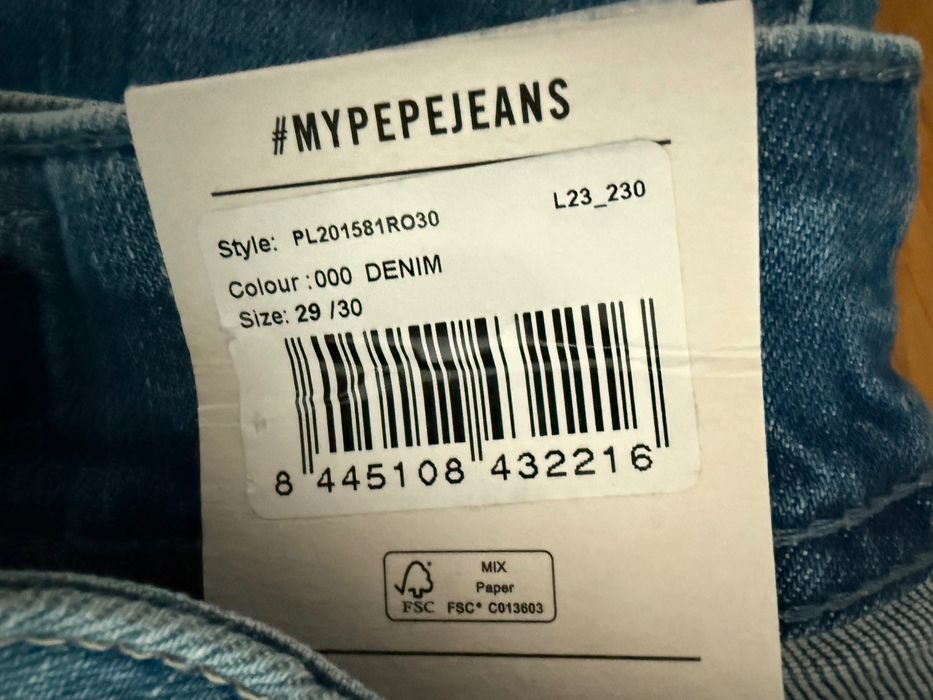 #MYPEPEJEANS
L23_230
Style: PL201581RO30
Colour :000 DENIM
Size: 29 /30
8 445108 432216
MIX
Paper
FSC FSC® C013603